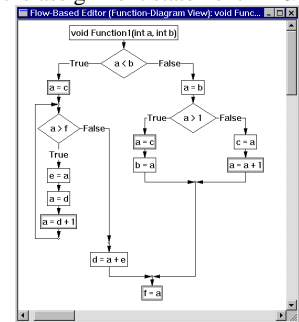 Flow-Based Editor (Function-Diagram View): void Func...
void Function1(int a, int b)
True
a < b
False
a = c
a = b
a > f
False
True
a > 1
False
True
e = a
a = c
c = a
a = d
b = a
a = a + 1
a = d + 1
d = a + e
f = a